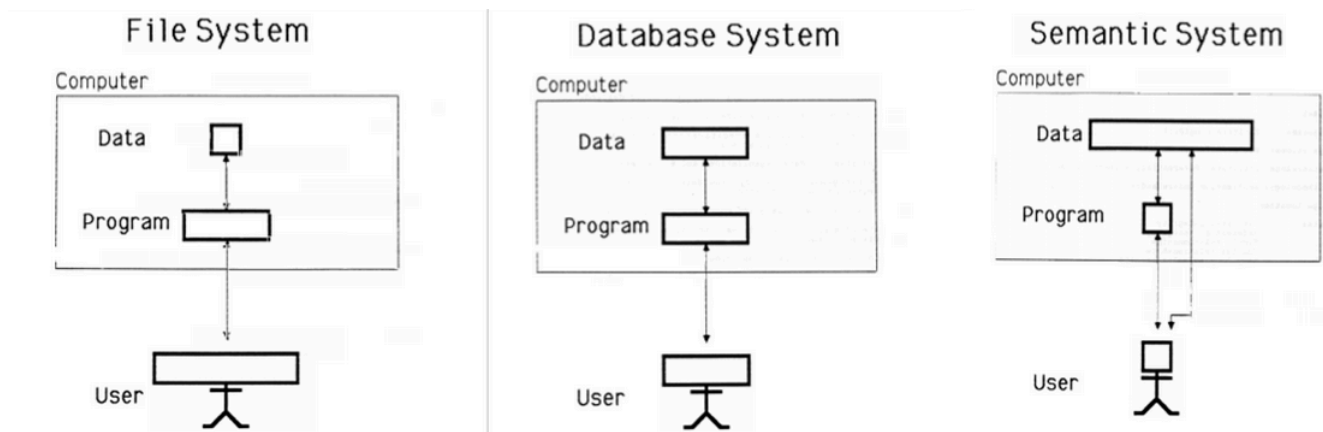 File System
Computer
Data
Program
User
Database System
Computer
Data
Program
User
Semantic System
Computer
Data
Program
User